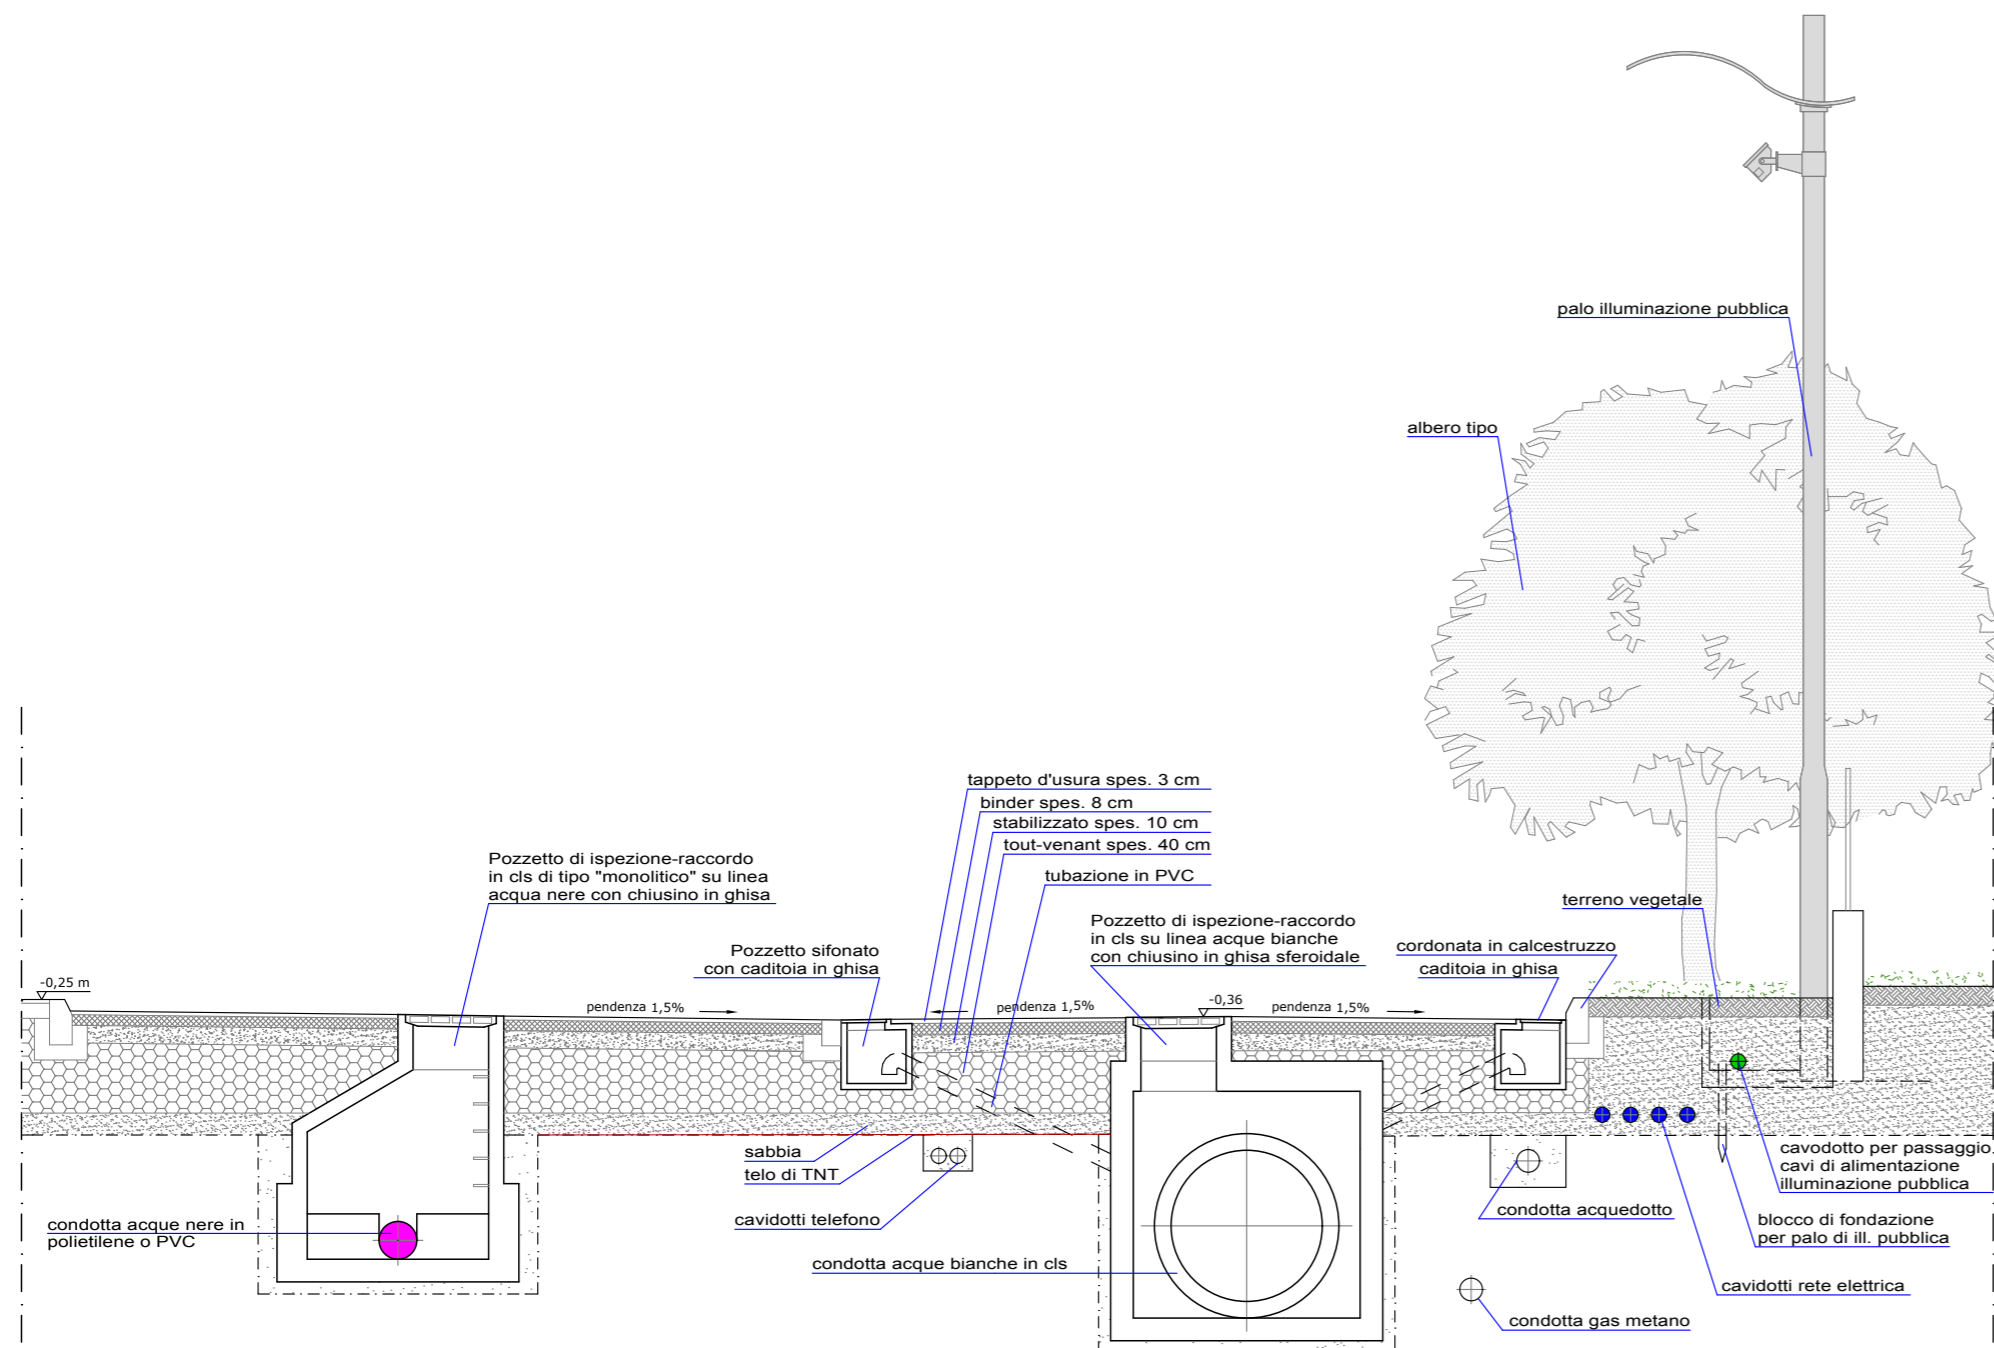 palo illuminazione pubblica
albero tipo
tappeto d'usura spes. 3 cm
binder spes. 8 cm
stabilizzato spes. 10 cm
tout-venant spes. 40 cm
tubazione in PVC
Pozzetto di ispezione-raccordo
in cls di tipo "monolitico" su linea
acqua nere con chiusino in ghisa
Pozzetto sifonato
con caditoia in ghisa
Pozzetto di ispezione-raccordo
in cls su linea acque bianche
con chiusino in ghisa sferoidale
terreno vegetale
cordonata in calcestruzzo
caditoia in ghisa
-0,25 m
pendenza 1,5%
pendenza 1,5%
-0,36
pendenza 1,5%
sabbia
telo di TNT
cavidotti telefono
condotta acque nere in
polietilene o PVC
condotta acque bianche in cls
condotta acquedotto
condotta gas metano
cavodotto per passaggio
cavi di alimentazione
illuminazione pubblica
blocco di fondazione
per palo di ill. pubblica
cavidotti rete elettrica